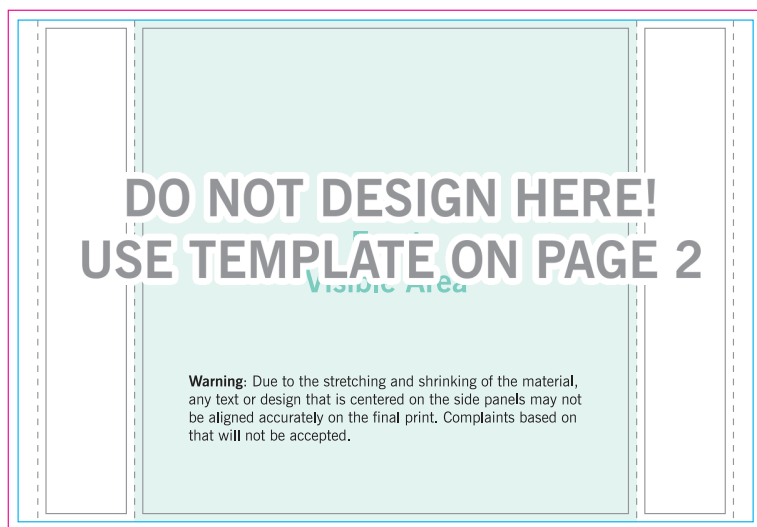 DO NOT DESIGN HERE!
USE TEMPLATE ON PAGE 2
Visible Area
Warning: Due to the stretching and shrinking of the material,
any text or design that is centered on the side panels may not
be aligned accurately on the final print. Complaints based on
that will not be accepted.